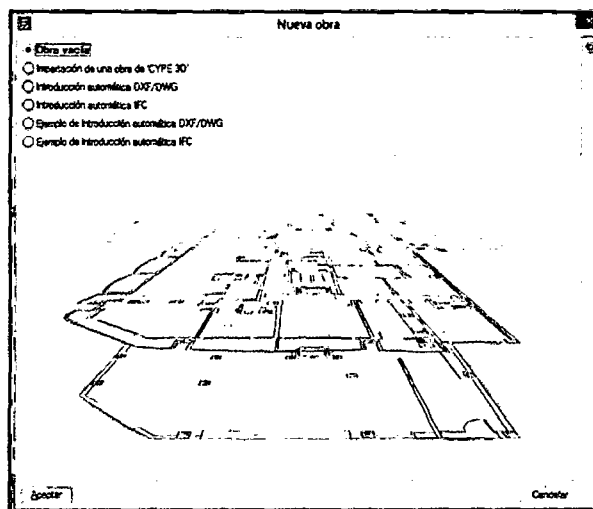 Nueva obra
Obra vacía
Importación de una obra de 'CYPE 3D'
Introducción automática DXF/DWG
Introducción automática IFC
Ejemplo de introducción automática DXF/DWG
Ejemplo de introducción automática IFC
Aceptar
Cancelar